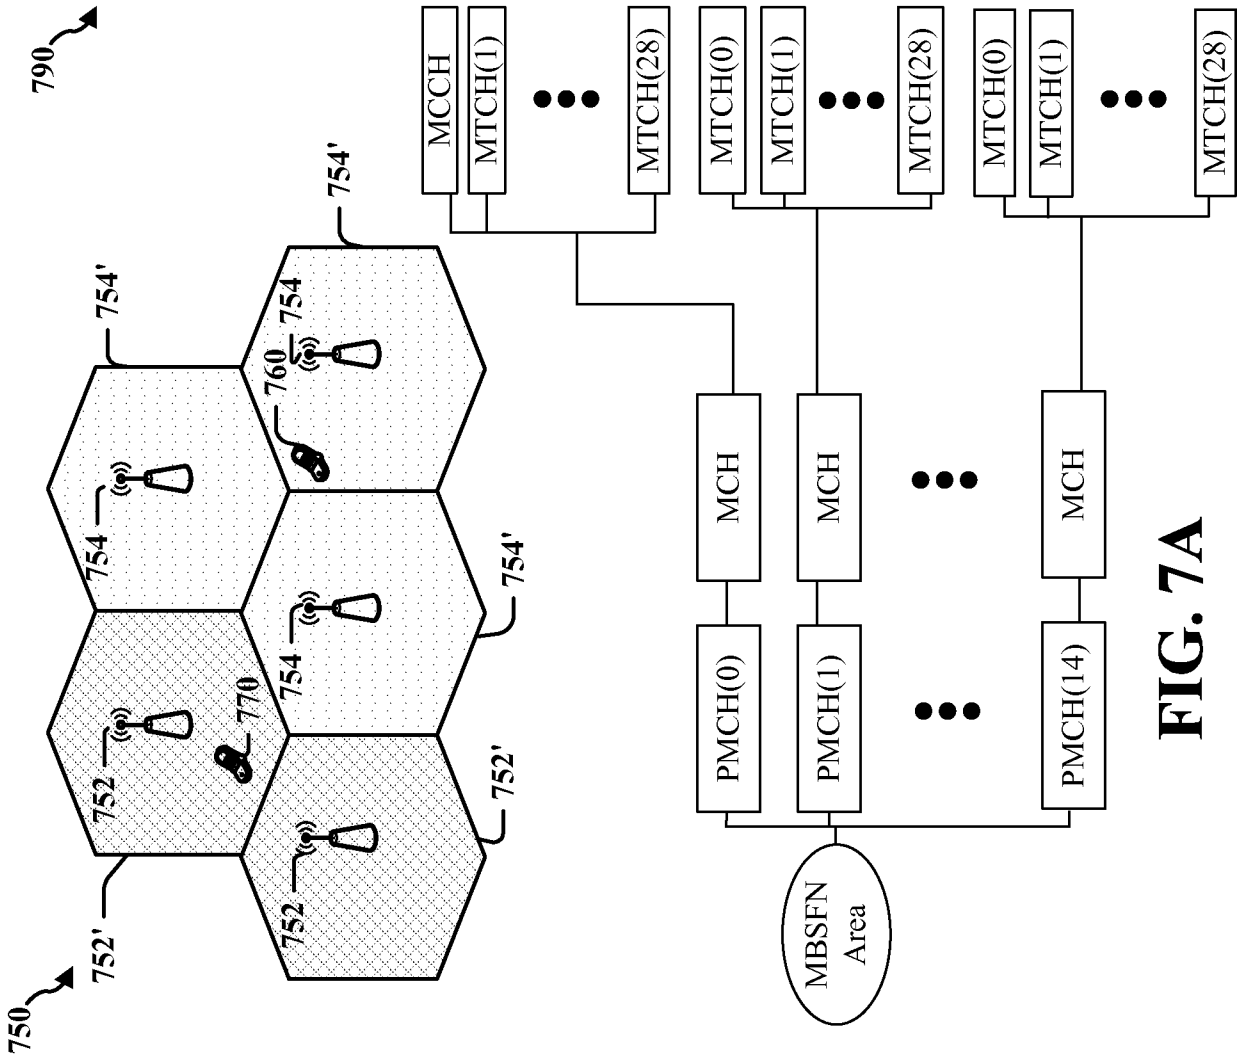 750
752'
752
752
752'
770
754
754
754'
754'
760
754
754'
790
MBSFN
Area
PMCH(0)
MCH
MCCH
MTCH(1)
MTCH(28)
PMCH(1)
MCH
MTCH(0)
MTCH(1)
MTCH(28)
PMCH(14)
MCH
MTCH(0)
MTCH(1)
MTCH(28)
FIG. 7A